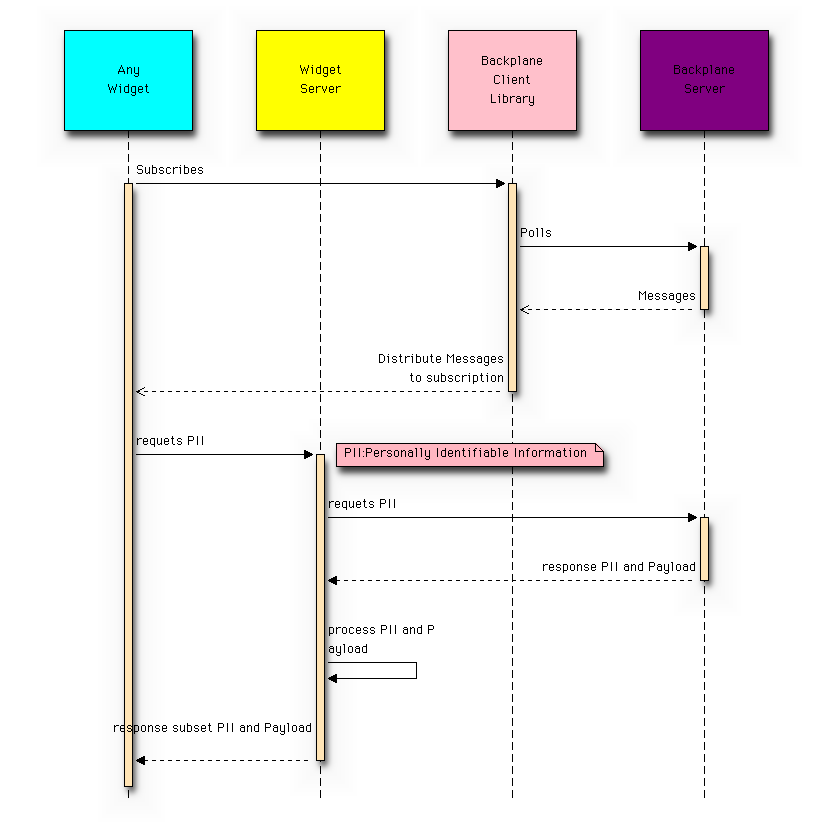 Any
Widget
Widget
Server
Backplane
Client
Library
Backplane
Server
Subscribes
Polls
Messages
Distribute Messages
to subscription
requets PII
PII:Personally Identifiable Information
requets PII
response PII and Payload
process PII and P
ayload
response subset PII and Payload